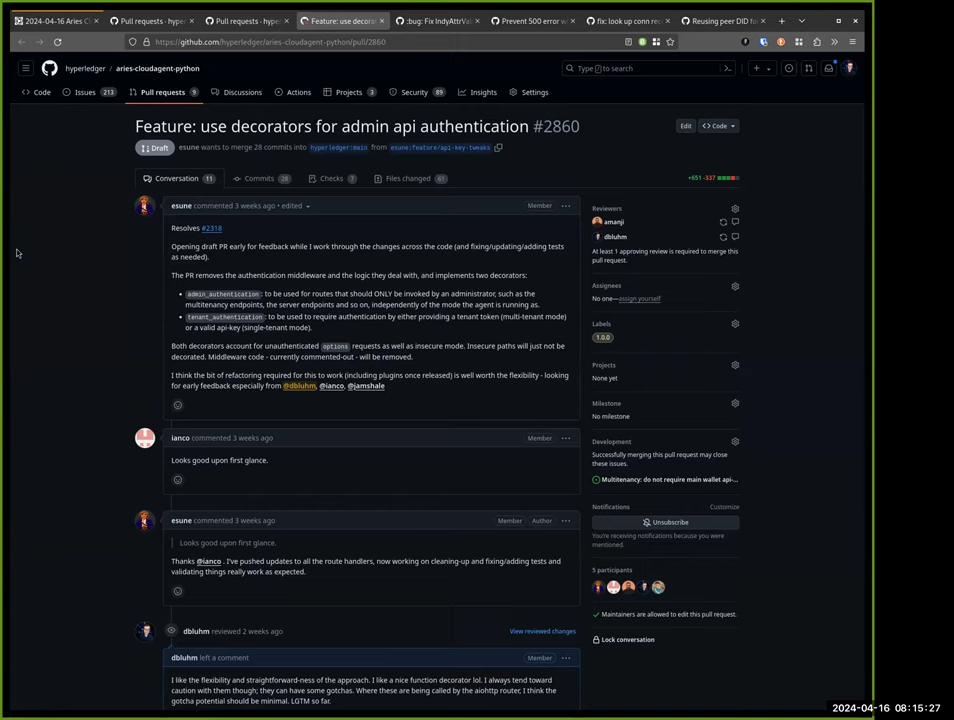 2024-04-16 Aries Cl
Pull requests · hyper
Pull requests · hyper
Feature: use decorat
:bug: Fix IndyAttrVal
Prevent 500 error w
fix: look up conn rec
Reusing peer DID fo
https://github.com/hyperledger/aries-cloudagent-python/pull/2860
hyperledger / aries-cloudagent-python
Type / to search
Code
Issues 213
Pull requests 9
Discussions
Actions
Projects 3
Security 89
Insights
Settings
Feature: use decorators for admin api authentication #2860
Edit
Code
Draft
esune wants to merge 28 commits into hyperledger:main from esune:feature/api-key-tweaks
Conversation 11
Commits 28
Checks 7
Files changed 61
+651 -337
esune commented 3 weeks ago • edited
Member
Resolves #2318
Opening draft PR early for feedback while I work through the changes across the code (and fixing/updating/adding tests
as needed).
The PR removes the authentication middleware and the logic they deal with, and implements two decorators:
• admin_authentication: to be used for routes that should ONLY be invoked by an administrator, such as the
multitenancy endpoints, the server endpoints and so on, independently of the mode the agent is running as.
• tenant_authentication: to be used to require authentication by either providing a tenant token (multi-tenant mode)
or a valid api-key (single-tenant mode).
Both decorators account for unauthenticated options requests as well as insecure mode. Insecure paths will just not be
decorated. Middleware code - currently commented-out - will be removed.
I think the bit of refactoring required for this to work (including plugins once released) is well worth the flexibility - looking
for early feedback especially from @dbluhm, @ianco, @jamshale
ianco commented 3 weeks ago
Member
Looks good upon first glance.
esune commented 3 weeks ago
Member
Author
Looks good upon first glance.
Thanks @ianco . I've pushed updates to all the route handlers, now working on cleaning-up and fixing/adding tests and
validating things really work as expected.
dbluhm reviewed 2 weeks ago
View reviewed changes
dbluhm left a comment
Member
I like the flexibility and straightforward-ness of the approach. I like a nice function decorator lol. I always tend toward
caution with them though; they can have some gotchas. Where these are being called by the aiohttp router, I think the
gotcha potential should be minimal. LGTM so far.
Reviewers
amanji
dbluhm
At least 1 approving review is required to merge this
pull request.
Assignees
No one—assign yourself
Labels
1.0.0
Projects
None yet
Milestone
No milestone
Development
Successfully merging this pull request may close
these issues.
Multitenancy: do not require main wallet api-...
Notifications
Customize
Unsubscribe
You're receiving notifications because you were
mentioned.
5 participants
Maintainers are allowed to edit this pull request.
Lock conversation
2024-04-16 08:15:27